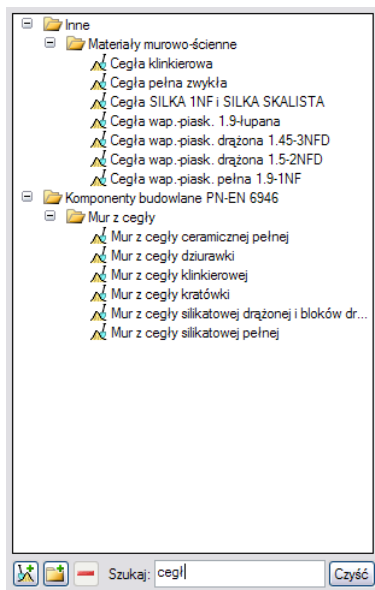 Inne
Materiały murowo-ścienne
Cegła klinkierowa
Cegła pełna zwykła
Cegła SILKA 1NF i SILKA SKALISTA
Cegła wap.-piask. 1.9-łupana
Cegła wap.-piask. drążona 1.45-3NFD
Cegła wap.-piask. drążona 1.5-2NFD
Cegła wap.-piask. pełna 1.9-1NF
Komponenty budowlane PN-EN 6946
Mur z cegły
Mur z cegły ceramicznej pełnej
Mur z cegły dziurawki
Mur z cegły klinkierowej
Mur z cegły kratówki
Mur z cegły silikatowej drążonej i bloków dr...
Mur z cegły silikatowej pełnej
Szukaj: cegł Czyść